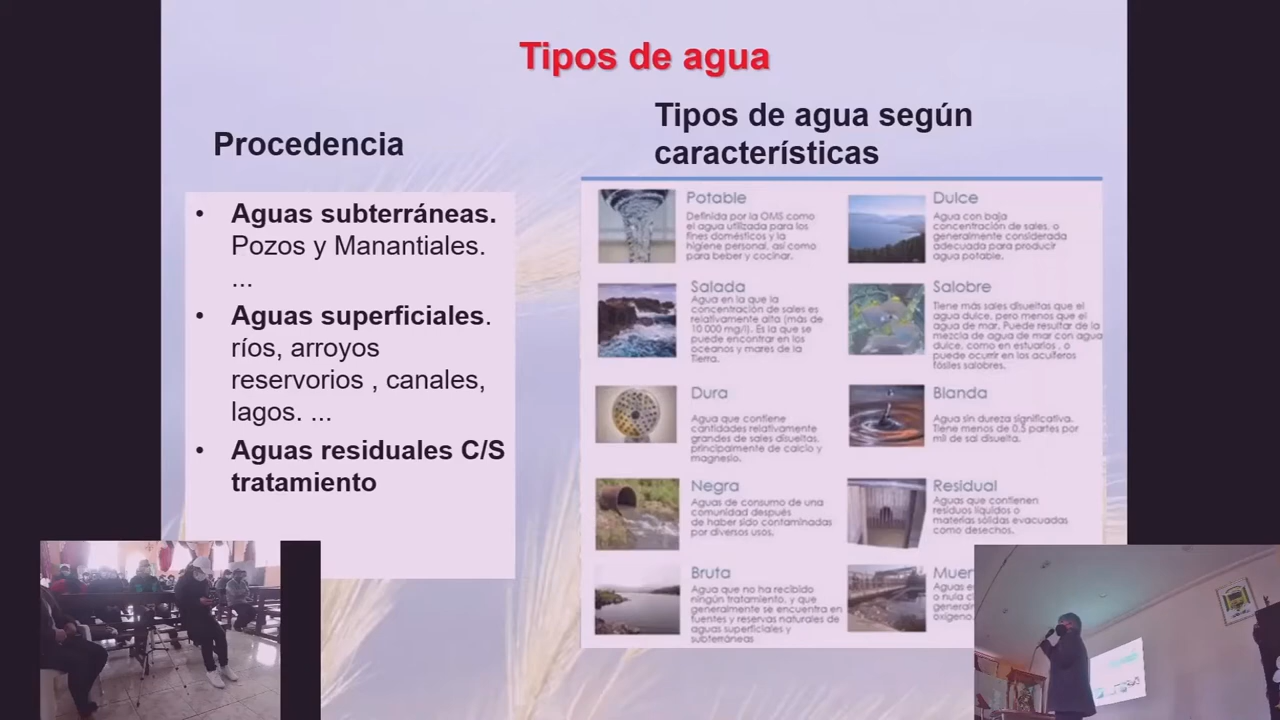 Tipos de agua
Procedencia
• Aguas subterráneas.
Pozos y Manantiales.
...
• Aguas superficiales.
ríos, arroyos
reservorios , canales,
lagos. ...
• Aguas residuales C/S
tratamiento
Tipos de agua según
características
Potable
Definida por la OMS como
el agua utilizada para los
fines domésticos y la
higiene personal, así como
para beber y cocinar.
Dulce
Agua con baja
concentración de sales, o
generalmente considerada
adecuada para producir
agua potable.
Salada
Agua en la que la
concentración de sales es
relativamente alta (más de
10 000 mg/l). Es la que se
puede encontrar en los
oceanos y mares de la
Tierra.
Salobre
Tiene más sales disueltas que el
agua dulce, pero menos que el
agua de mar. Puede resultar de la
mezcla de agua de mar con agua
dulce, como en estuarios , o
puede ocurrir en los acuíferos
fósiles salobres.
Dura
Agua que contiene
cantidades relativamente
grandes de sales disueltas,
principalmente de calcio y
magnesio.
Blanda
Agua sin dureza significativa.
Tiene menos de 0.5 partes por
mil de sal disuelta.
Negra
Aguas de consumo de una
comunidad después
de haber sido contaminadas
por diversos usos.
Residual
Aguas que contienen
residuos líquidos o
materias sólidas evacuadas
como desechos.
Bruta
Agua que no ha recibido
ningún tratamiento, y que
generalmente se encuentra en
fuentes y reservas naturales de
aguas superficiales y
subterráneas